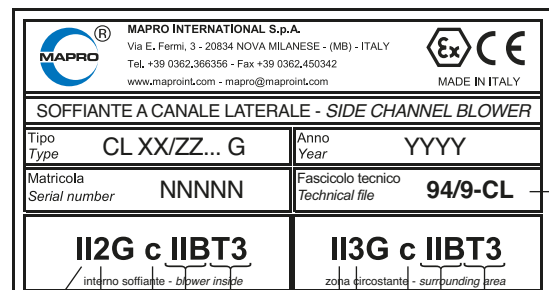 MAPRO
®
MAPRO INTERNATIONAL S.p.A.
Via E. Fermi, 3 - 20834 NOVA MILANESE - (MB) - ITALY
Tel. +39 0362.366356 - Fax +39 0362.450342
www.maproint.com - mapro@maproint.com
Ex CE
MADE IN ITALY
SOFFIANTE A CANALE LATERALE - SIDE CHANNEL BLOWER
Tipo
Type
CL XX/ZZ... G
Anno
Year
YYYY
Matricola
Serial number
NNNNN
Fascicolo tecnico
Technical file
94/9-CL
II2G c IIBT3
interno soffiante - blower inside
II3G c IIBT3
zona circostante - surrounding area